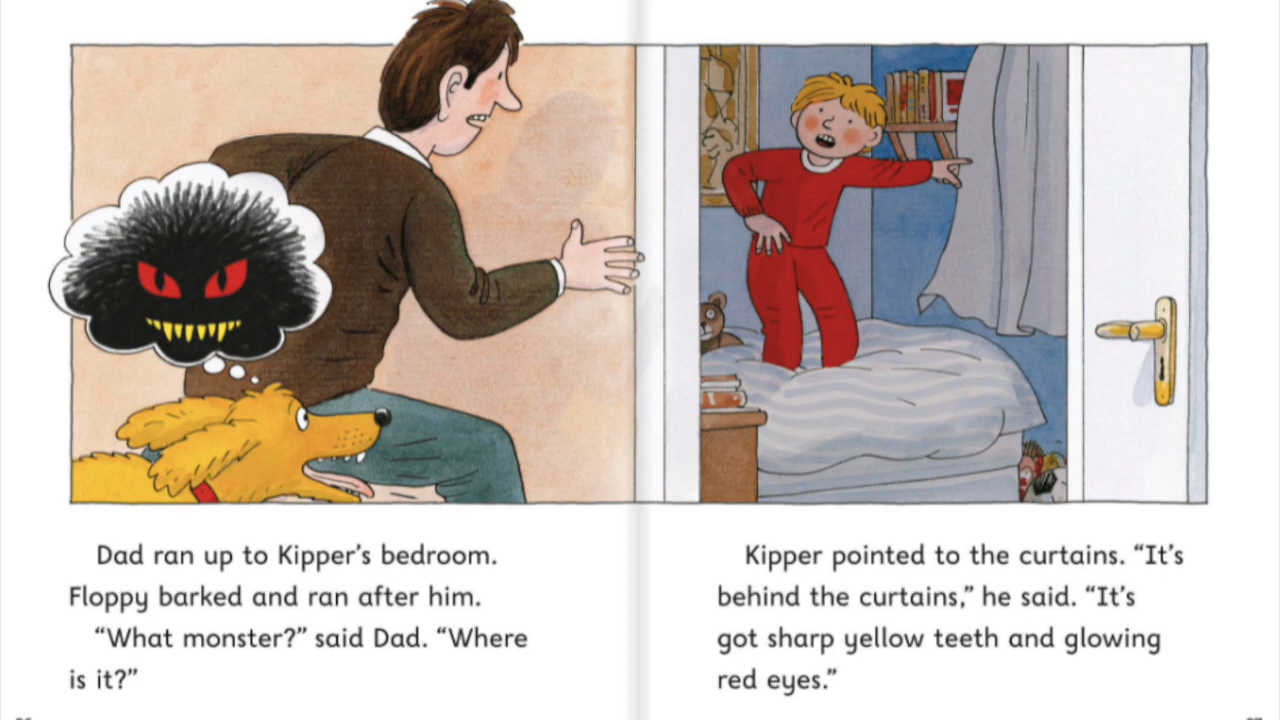 Dad ran up to Kipper's bedroom.
Floppy barked and ran after him.
"What monster?" said Dad. "Where
is it?"
Kipper pointed to the curtains. "It's
behind the curtains," he said. "It's
got sharp yellow teeth and glowing
red eyes."